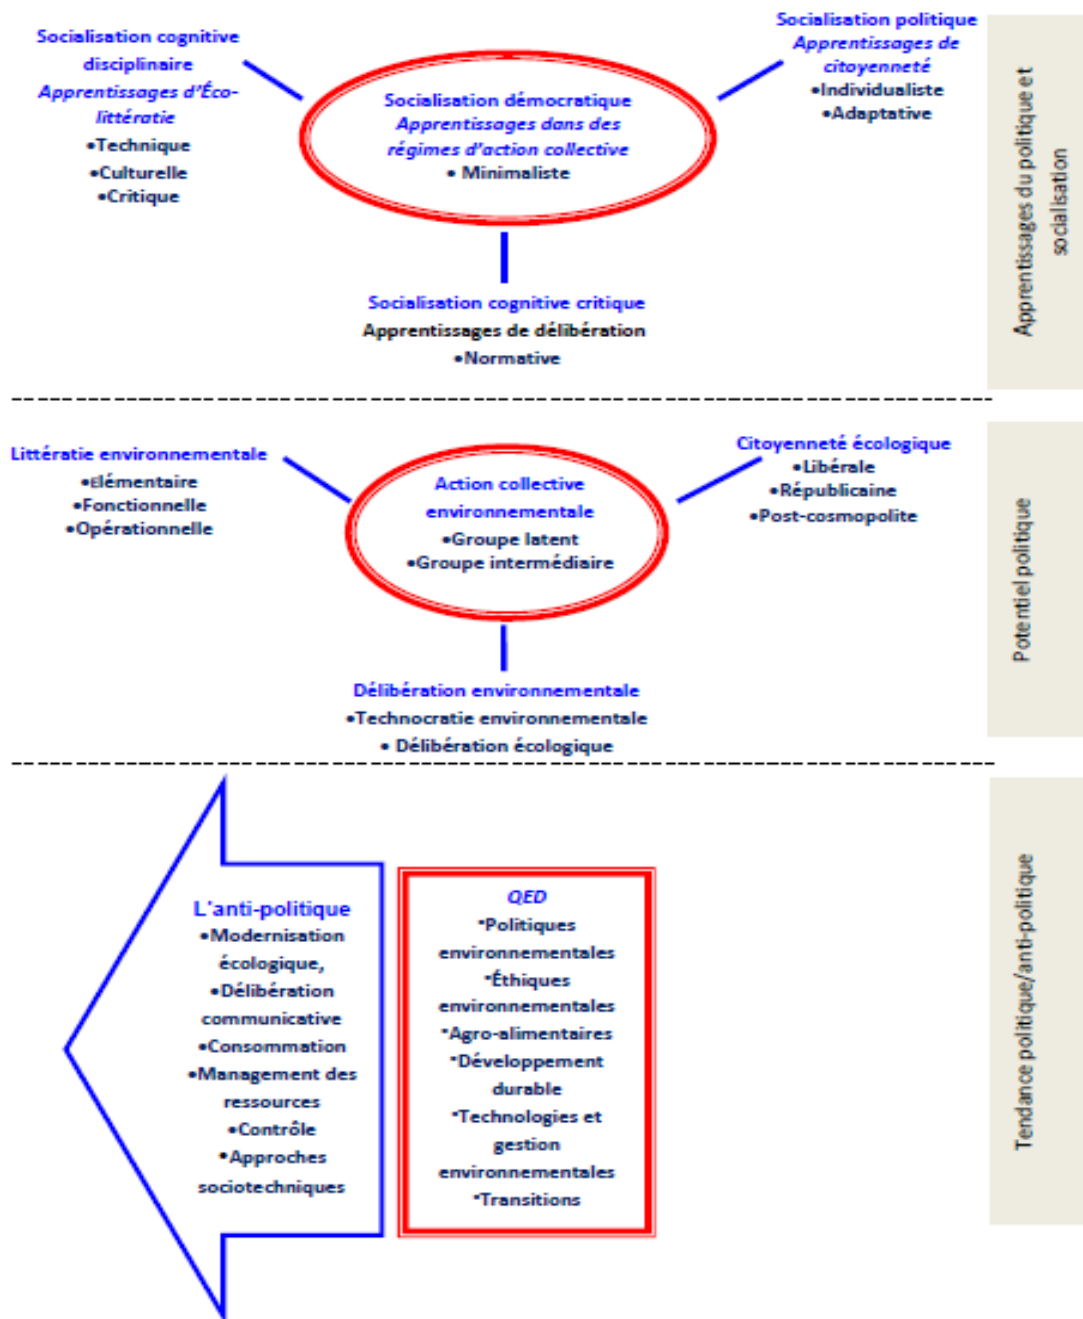 Socialisation cognitive
disciplinaire
Apprentissages d'Éco-
littératie
•Technique
•Culturelle
•Critique
Socialisation démocratique
Apprentissages dans des
régimes d'action collective
• Minimaliste
Socialisation politique
Apprentissages de
citoyenneté
•Individualiste
•Adaptative
Socialisation cognitive critique
Apprentissages de délibération
•Normative
Apprentissages du politique et
socialisation
Littératie environnementale
•Elémentaire
•Fonctionnelle
•Opérationnelle
Action collective
environnementale
•Groupe latent
•Groupe intermédiaire
Citoyenneté écologique
•Libérale
•Républicaine
•Post-cosmopolite
Délibération environnementale
•Technocratie environnementale
• Délibération écologique
Potentiel politique
L'anti-politique
•Modernisation
écologique,
•Délibération
communicative
•Consommation
•Management des
ressources
•Contrôle
•Approches
sociotechniques
QED
•Politiques
environnementales
•Éthiques
environnementales
•Agro-alimentaires
•Développement
durable
•Technologies et
gestion
environnementales
•Transitions
Tendance politique/anti-politique